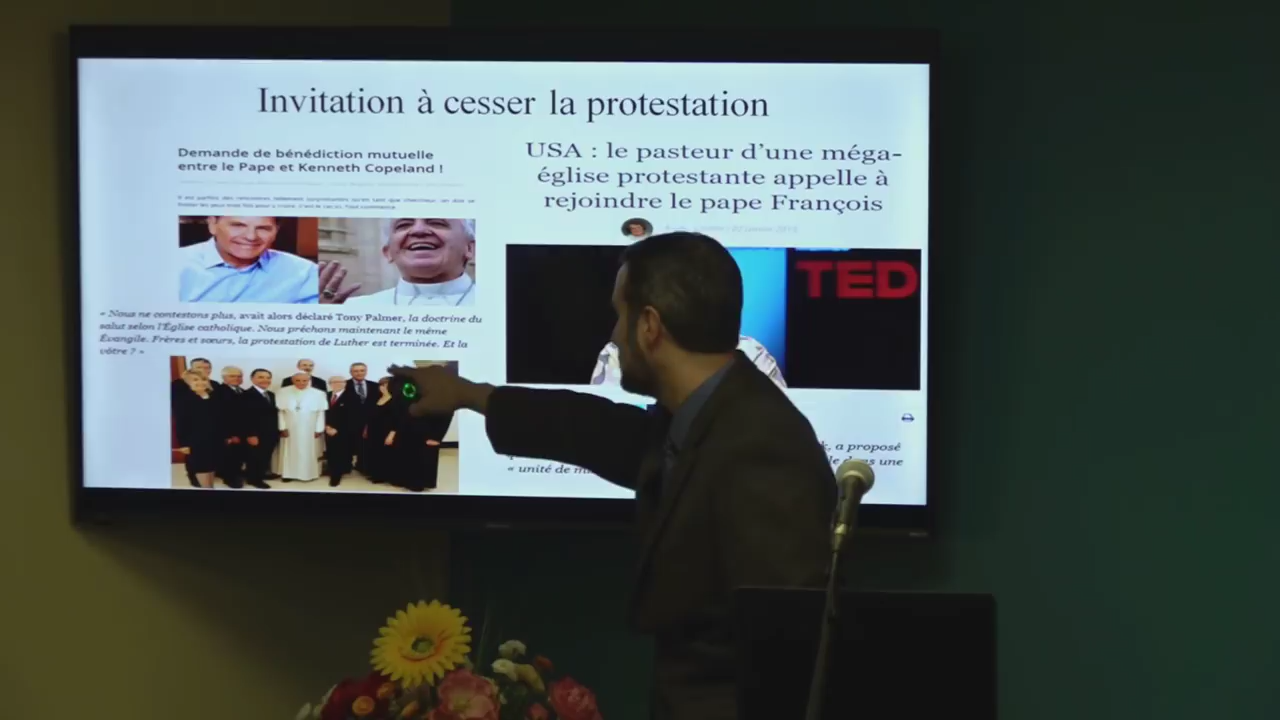 Invitation à cesser la protestation
Demande de bénédiction mutuelle
entre le Pape et Kenneth Copeland !
« Nous ne contestons plus, avait alors déclaré Tony Palmer, la doctrine du
salut selon l'Église catholique. Nous prêchons maintenant le même
Évangile. Frères et sœurs, la protestation de Luther est terminée. Et la
vôtre ? »
USA : le pasteur d'une méga-
église protestante appelle à
rejoindre le pape François
TED
a proposé
dans une
« unité de